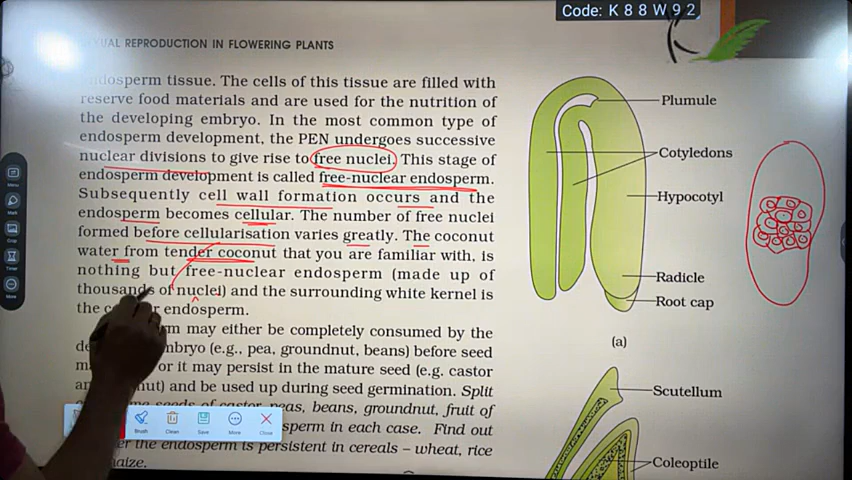 Code: K 8 8 W 9 2
UAL REPRODUCTION IN FLOWERING PLANTS
endosperm tissue. The cells of this tissue are filled with
reserve food materials and are used for the nutrition of
the developing embryo. In the most common type of
endosperm development, the PEN undergoes successive
nuclear divisions to give rise to free nuclei. This stage of
endosperm development is called free-nuclear endosperm.
Subsequently cell wall formation occurs and the
endosperm becomes cellular. The number of free nuclei
formed before cellularisation varies greatly. The coconut
water from tender coconut that you are familiar with, is
nothing but free-nuclear endosperm (made up of
thousands of nuclei) and the surrounding white kernel is
the endosperm.
may either be completely consumed by the
embryo (e.g., pea, groundnut, beans) before seed
or it may persist in the mature seed (e.g. castor
and be used up during seed germination. Split
seeds of castor, peas, beans, groundnut, fruit of
in each case. Find out
the endosperm is persistent in cereals – wheat, rice
Plumule
Cotyledons
Hypocotyl
Radicle
Root cap
(a)
Scutellum
Coleoptile
Menu
Math
Crop
Timer
More
Brush
Clean
Save
More
Close